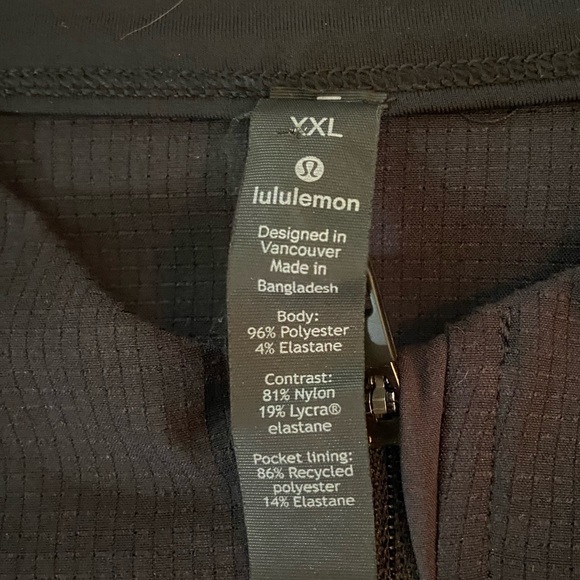 XXL
lululemon
Designed in
Vancouver
Made in
Bangladesh
Body:
96% Polyester
4% Elastane
Contrast:
81% Nylon
19% Lycra®
elastane
Pocket lining:
86% Recycled
polyester
14% Elastane